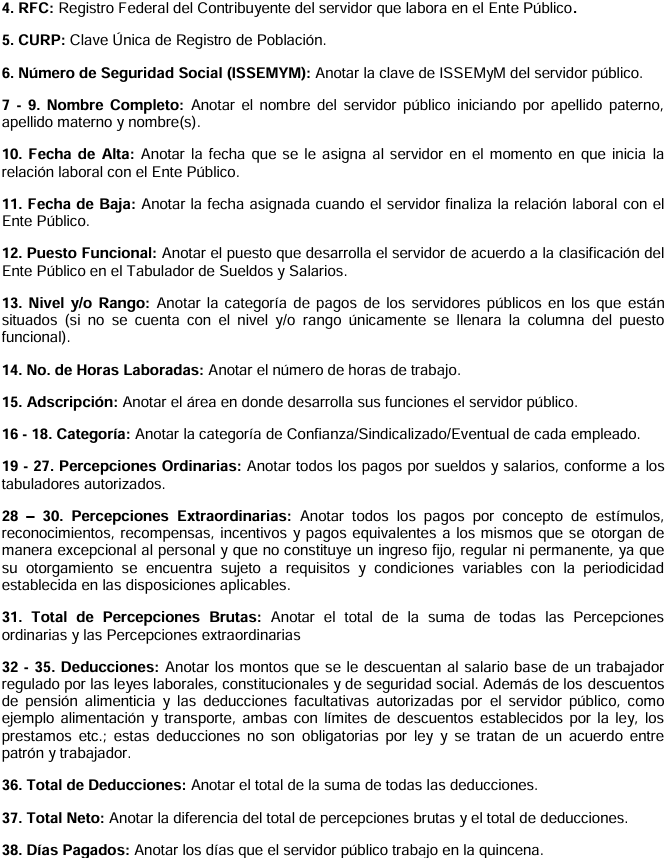 4. RFC: Registro Federal del Contribuyente del servidor que labora en el Ente Público.
5. CURP: Clave Única de Registro de Población.
6. Número de Seguridad Social (ISSEMYM): Anotar la clave de ISSEMyM del servidor público.
7 - 9. Nombre Completo: Anotar el nombre del servidor público iniciando por apellido paterno,
apellido materno y nombre(s).
10. Fecha de Alta: Anotar la fecha que se le asigna al servidor en el momento en que inicia la
relación laboral con el Ente Público.
11. Fecha de Baja: Anotar la fecha asignada cuando el servidor finaliza la relación laboral con el
Ente Público.
12. Puesto Funcional: Anotar el puesto que desarrolla el servidor de acuerdo a la clasificación del
Ente Público en el Tabulador de Sueldos y Salarios.
13. Nivel y/o Rango: Anotar la categoría de pagos de los servidores públicos en los que están
situados (si no se cuenta con el nivel y/o rango únicamente se llenara la columna del puesto
funcional).
14. No. de Horas Laboradas: Anotar el número de horas de trabajo.
15. Adscripción: Anotar el área en donde desarrolla sus funciones el servidor público.
16 - 18. Categoría: Anotar la categoría de Confianza/Sindicalizado/Eventual de cada empleado.
19 - 27. Percepciones Ordinarias: Anotar todos los pagos por sueldos y salarios, conforme a los
tabuladores autorizados.
28 – 30. Percepciones Extraordinarias: Anotar todos los pagos por concepto de estímulos,
reconocimientos, recompensas, incentivos y pagos equivalentes a los mismos que se otorgan de
manera excepcional al personal y que no constituye un ingreso fijo, regular ni permanente, ya que
su otorgamiento se encuentra sujeto a requisitos y condiciones variables con la periodicidad
establecida en las disposiciones aplicables.
31. Total de Percepciones Brutas: Anotar el total de la suma de todas las Percepciones
ordinarias y las Percepciones extraordinarias
32 - 35. Deducciones: Anotar los montos que se le descuentan al salario base de un trabajador
regulado por las leyes laborales, constitucionales y de seguridad social. Además de los descuentos
de pensión alimenticia y las deducciones facultativas autorizadas por el servidor público, como
ejemplo alimentación y transporte, ambas con límites de descuentos establecidos por la ley, los
prestamos etc.; estas deducciones no son obligatorias por ley y se tratan de un acuerdo entre
patrón y trabajador.
36. Total de Deducciones: Anotar el total de la suma de todas las deducciones.
37. Total Neto: Anotar la diferencia del total de percepciones brutas y el total de deducciones.
38. Días Pagados: Anotar los días que el servidor público trabajo en la quincena.